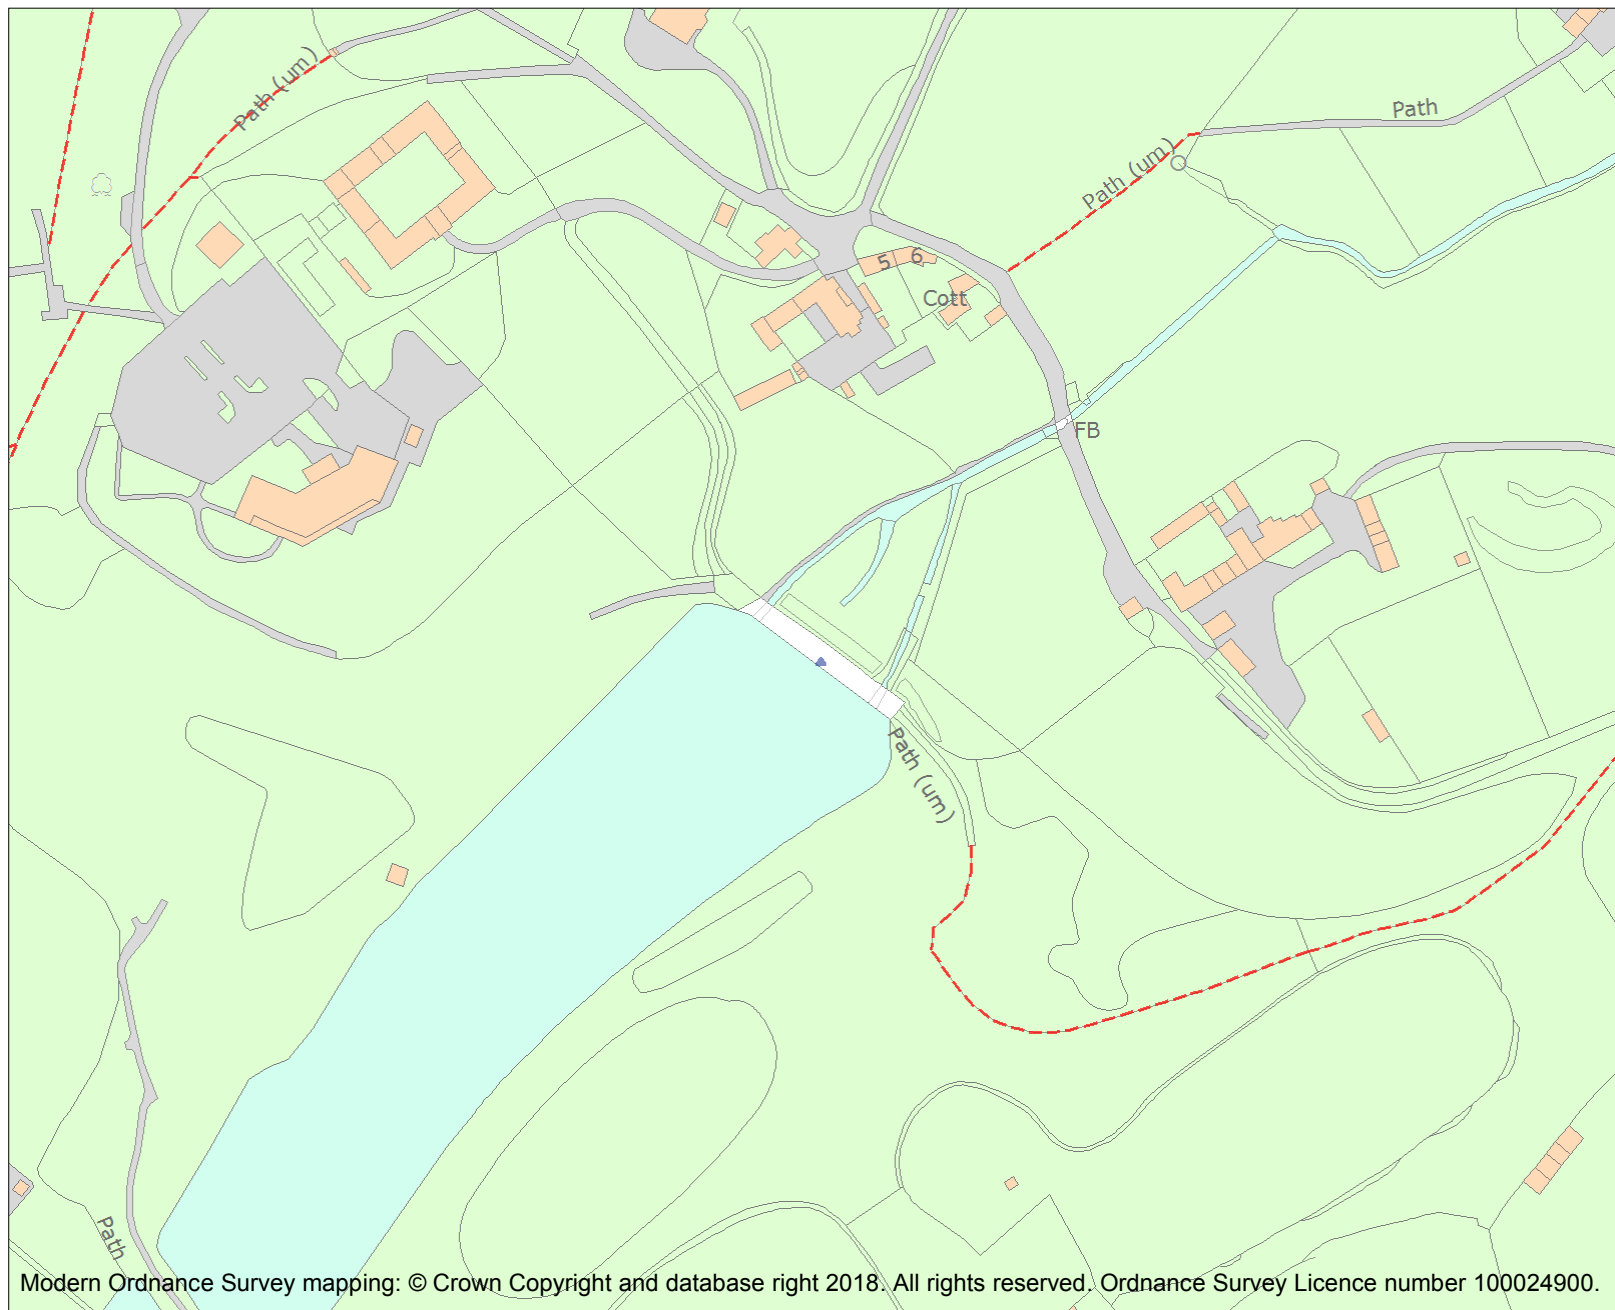 Path (um)
Path
Path (um)
5 6
Cott
FB
Path (um)
Path
Modern Ordnance Survey mapping: © Crown Copyright and database right 2018. All rights reserved. Ordnance Survey Licence number 100024900.